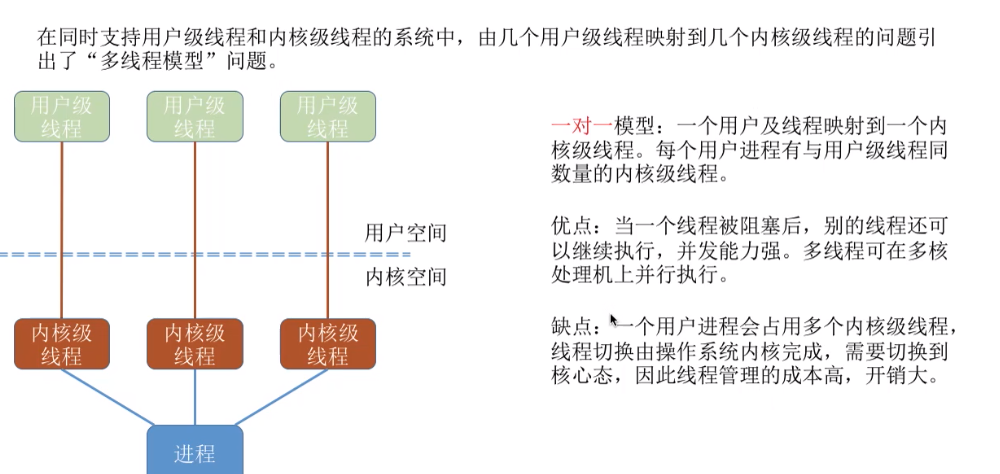 在同时支持用户级线程和内核级线程的系统中，由几个用户级线程映射到几个内核级线程的问题引
出了“多线程模型”问题。
用户级
线程
用户级
线程
用户级
线程
一对一模型：一个用户及线程映射到一个内
核级线程。每个用户进程有与用户级线程同
数量的内核级线程。
用户空间
内核空间
优点：当一个线程被阻塞后，别的线程还可
以继续执行，并发能力强。多线程可在多核
处理机上并行执行。
内核级
线程
内核级
线程
内核级
线程
缺点：一个用户进程会占用多个内核级线程，
线程切换由操作系统内核完成，需要切换到
核心态，因此线程管理的成本高，开销大。
进程